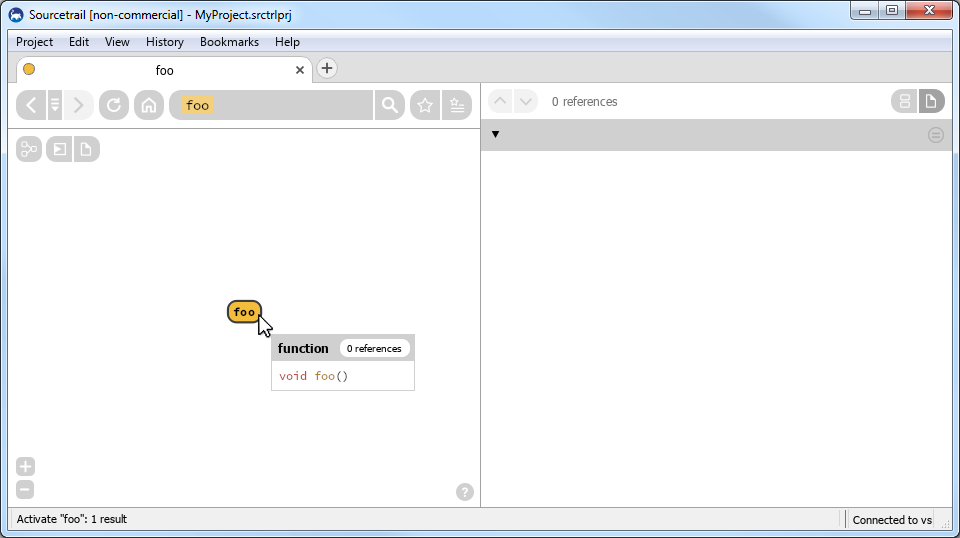 Sourcetrail [non-commercial] - MyProject.srctrlprj
Project Edit View History Bookmarks Help
foo
foo
0 references
foo
function 0 references
void foo()
?
Activate "foo": 1 result
Connected to vs